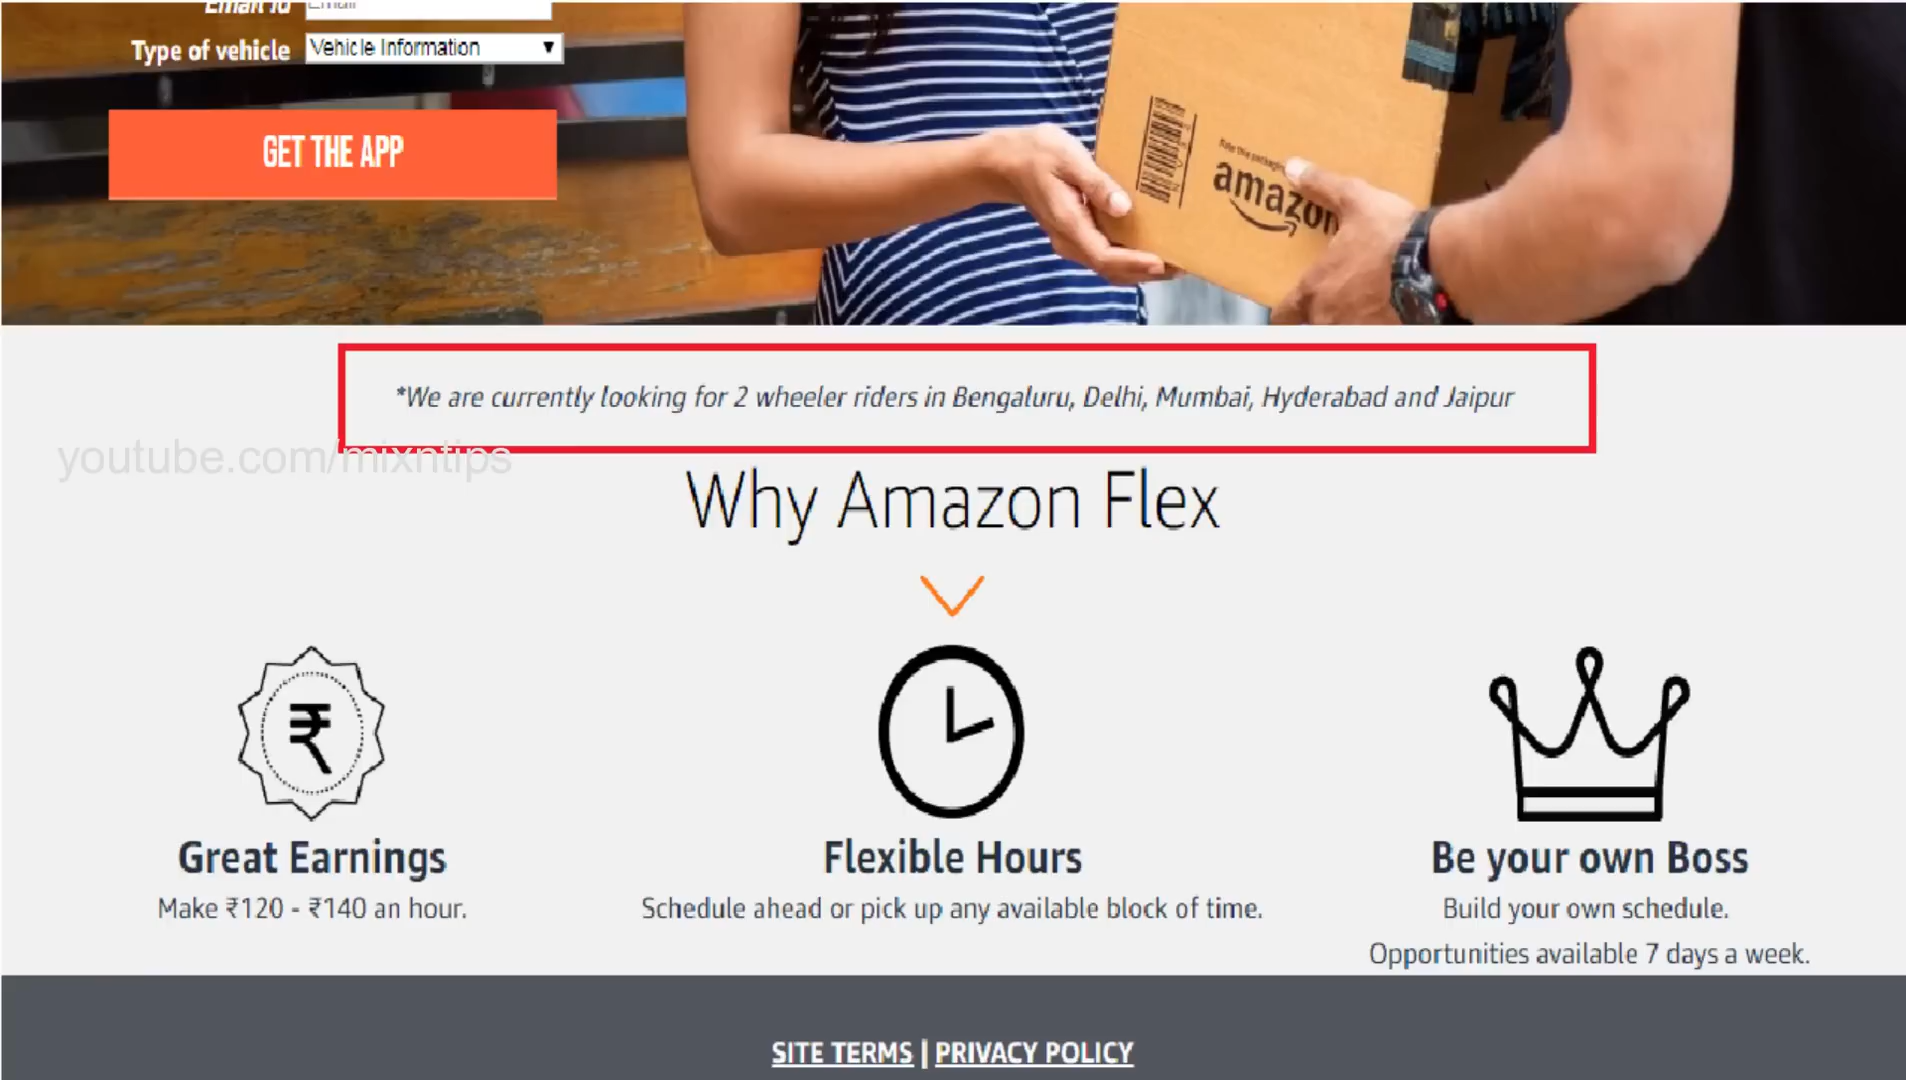 Email id
Email
Type of vehicle
Vehicle Information
GET THE APP
amazon
*We are currently looking for 2 wheeler riders in Bengaluru, Delhi, Mumbai, Hyderabad and Jaipur
youtube.com/mixntips
Why Amazon Flex
₹
Great Earnings
Make ₹120 - ₹140 an hour.
Flexible Hours
Schedule ahead or pick up any available block of time.
Be your own Boss
Build your own schedule.
Opportunities available 7 days a week.
SITE TERMS | PRIVACY POLICY